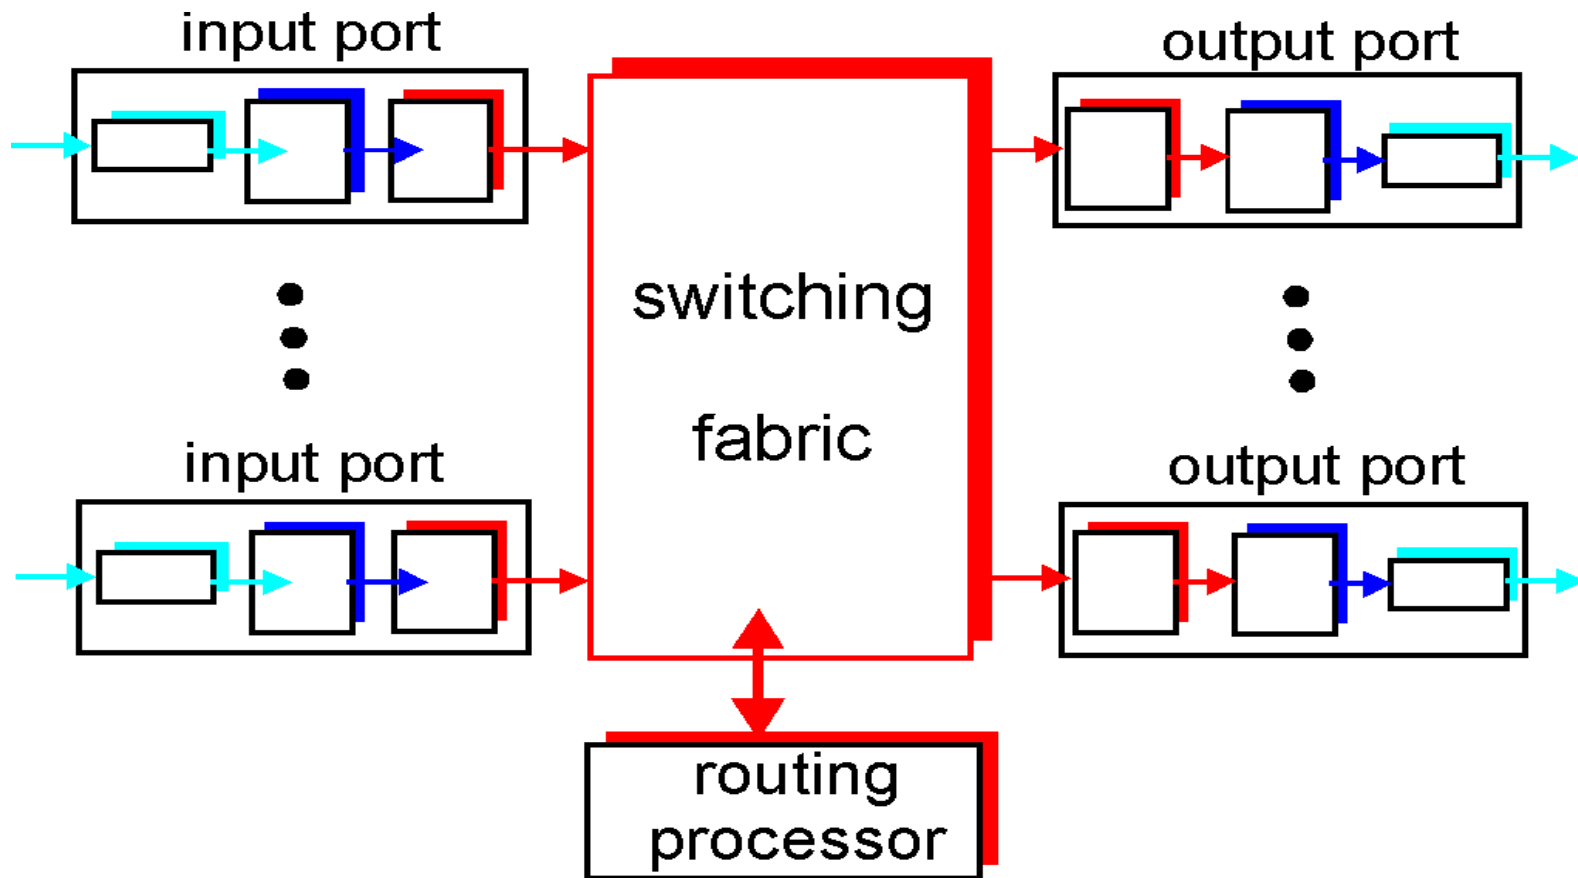 input port
output port
switching
fabric
input port
output port
routing
processor